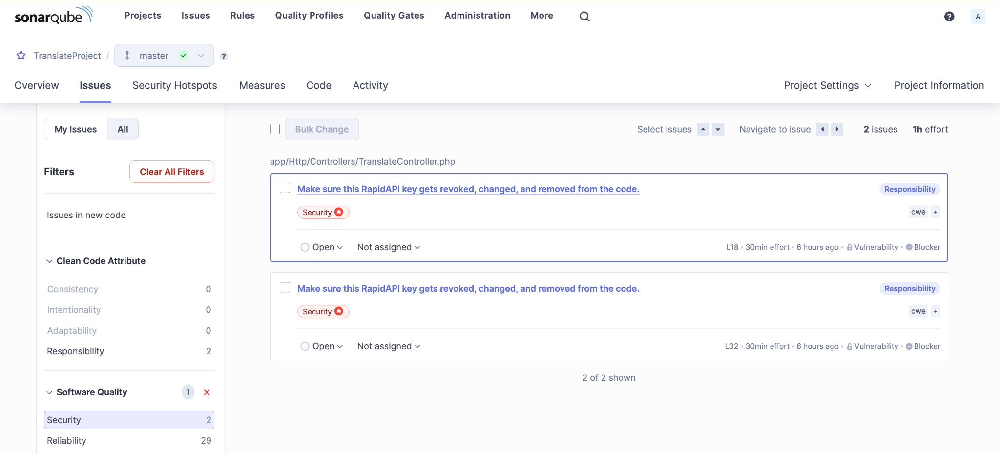 sonarqube Projects Issues Rules Quality Profiles Quality Gates Administration More ? A
TranslateProject / master ?
Overview Issues Security Hotspots Measures Code Activity Project Settings Project Information
My Issues All
Filters Clear All Filters
Issues in new code
Clean Code Attribute
Consistency 0
Intentionality 0
Adaptability 0
Responsibility 2
Software Quality 1
Security 2
Reliability 29
Bulk Change Select issues Navigate to issue 2 issues 1h effort
app/Http/Controllers/TranslateController.php
Make sure this RapidAPI key gets revoked, changed, and removed from the code. Responsibility
Security cwe +
Open Not assigned L18 • 30min effort • 6 hours ago • Vulnerability • Blocker
Make sure this RapidAPI key gets revoked, changed, and removed from the code. Responsibility
Security cwe +
Open Not assigned L32 • 30min effort • 6 hours ago • Vulnerability • Blocker
2 of 2 shown